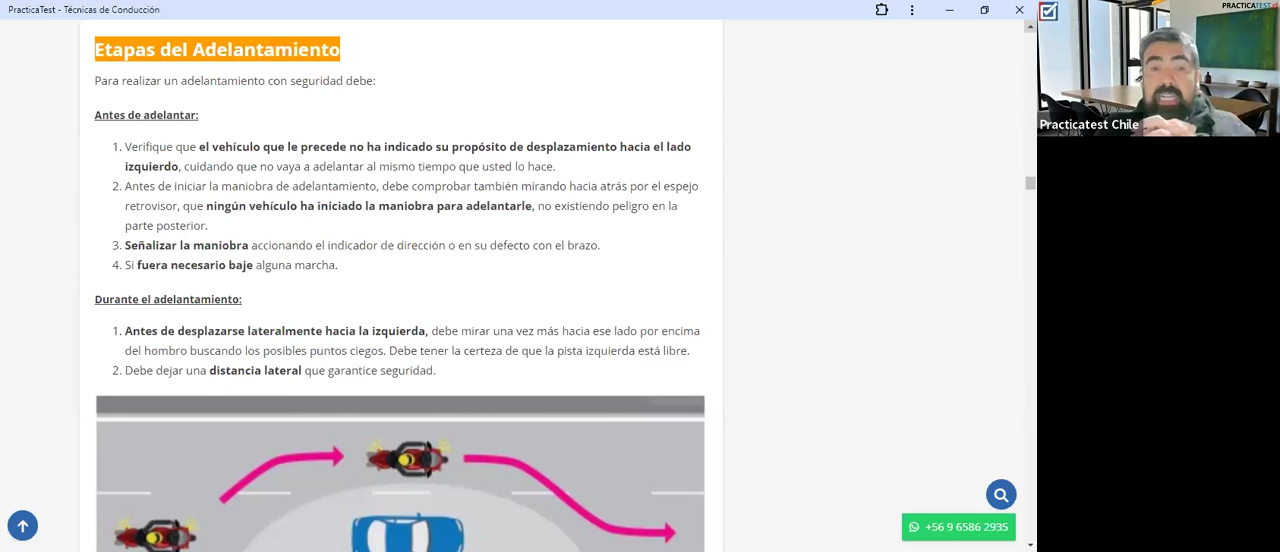 PracticaTest - Técnicas de Conducción
PRACTICATEST.cl
Etapas del Adelantamiento
Para realizar un adelantamiento con seguridad debe:
Antes de adelantar:
1. Verifique que el vehículo que le precede no ha indicado su propósito de desplazamiento hacia el lado
izquierdo, cuidando que no vaya a adelantar al mismo tiempo que usted lo hace.
2. Antes de iniciar la maniobra de adelantamiento, debe comprobar también mirando hacia atrás por el espejo
retrovisor, que ningún vehículo ha iniciado la maniobra para adelantarle, no existiendo peligro en la
parte posterior.
3. Señalizar la maniobra accionando el indicador de dirección o en su defecto con el brazo.
4. Si fuera necesario baje alguna marcha.
Durante el adelantamiento:
1. Antes de desplazarse lateralmente hacia la izquierda, debe mirar una vez más hacia ese lado por encima
del hombro buscando los posibles puntos ciegos. Debe tener la certeza de que la pista izquierda está libre.
2. Debe dejar una distancia lateral que garantice seguridad.
Practicatest Chile
+56 9 6586 2935